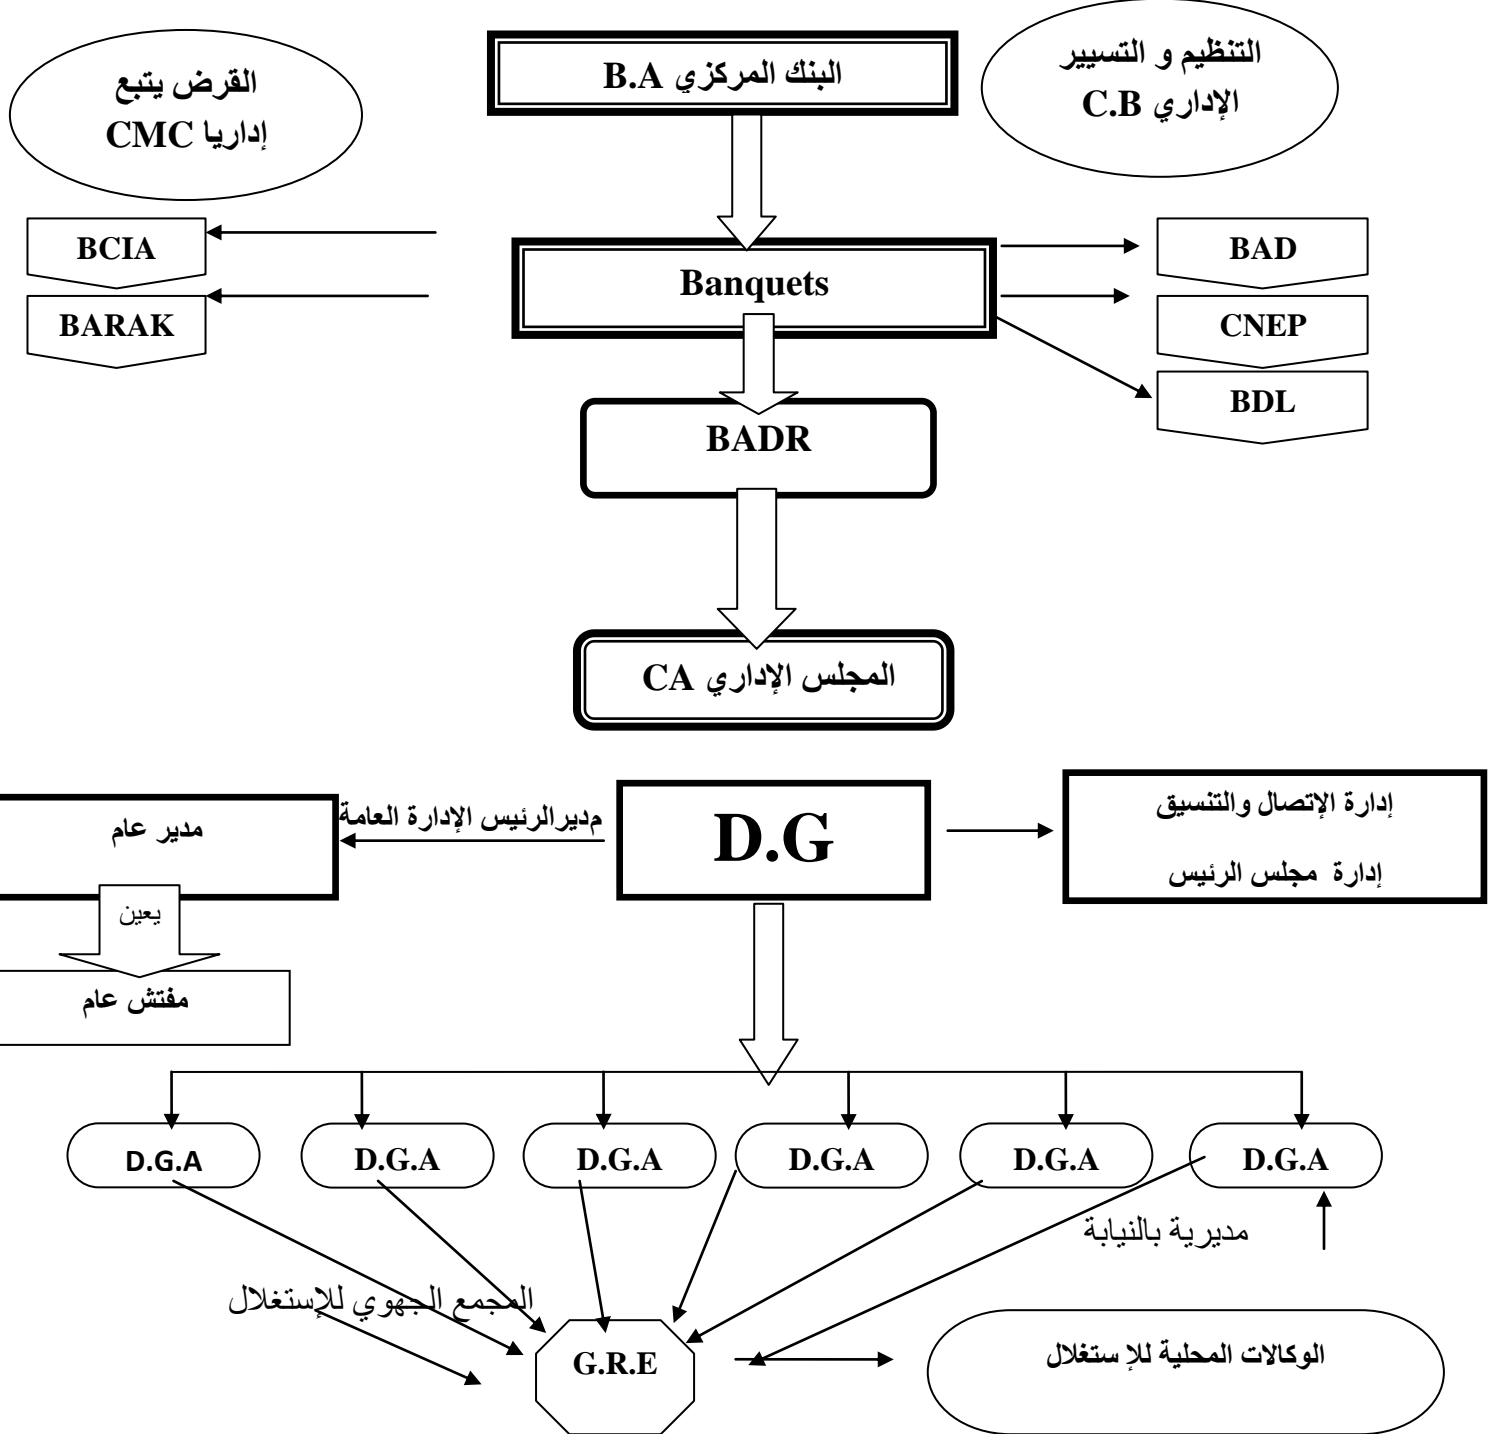 القرض يتبع
إداريا CMC
البنك المركزي B.A
التنظيم و التسيير
الإداري C.B
BCIA
BARAK
Banquets
BAD
CNEP
BDL
BADR
المجلس الإداري CA
مدير عام
مديرالرئيس الإدارة العامة
D.G
إدارة الإتصال والتنسيق
إدارة مجلس الرئيس
يعين
مفتش عام
D.G.A
D.G.A
D.G.A
D.G.A
D.G.A
D.G.A
مديرية بالنيابة
المجمع الجهوي للإستغلال
G.R.E
الوكالات المحلية للإ ستغلال